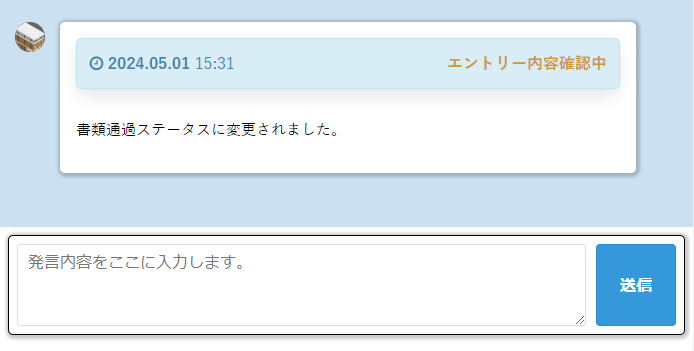 2024.05.01 15:31 エントリー内容確認中
書類通過ステータスに変更されました。
発言内容をここに入力します。
送信